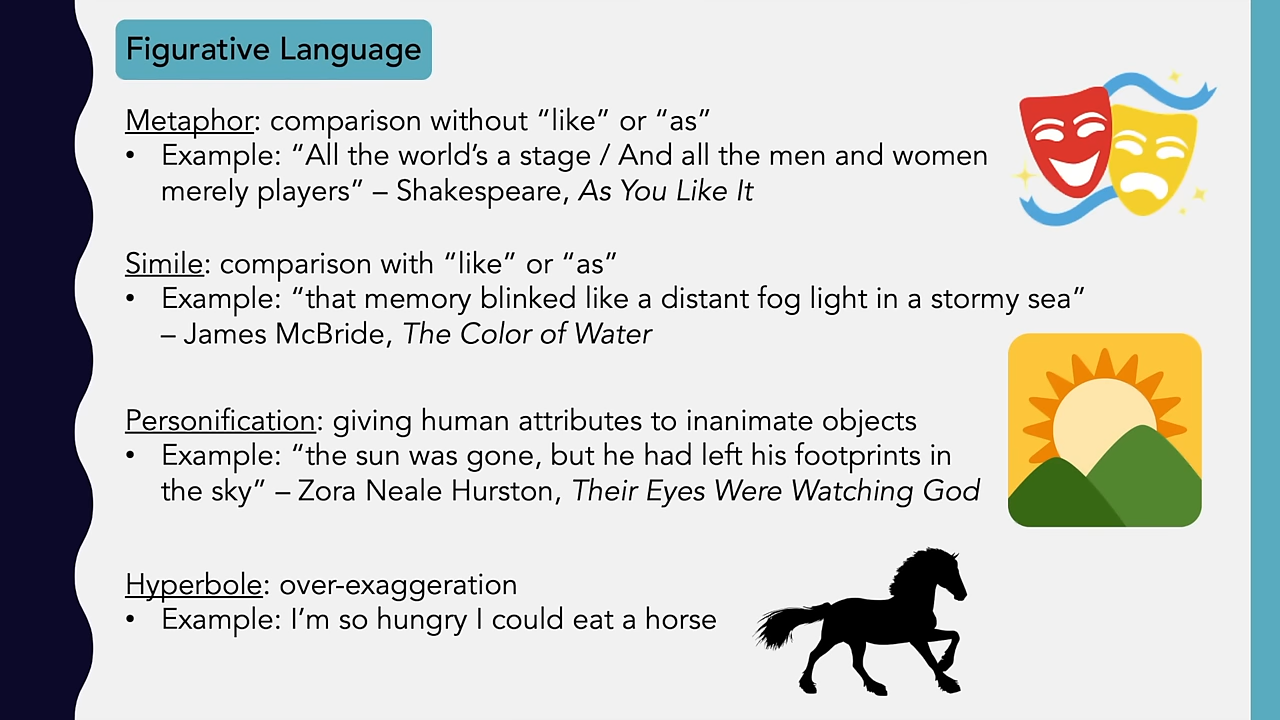 Figurative Language
Metaphor: comparison without “like” or “as”
• Example: “All the world’s a stage / And all the men and women
merely players” – Shakespeare, As You Like It
Simile: comparison with “like” or “as”
• Example: “that memory blinked like a distant fog light in a stormy sea”
– James McBride, The Color of Water
Personification: giving human attributes to inanimate objects
• Example: “the sun was gone, but he had left his footprints in
the sky” – Zora Neale Hurston, Their Eyes Were Watching God
Hyperbole: over-exaggeration
• Example: I’m so hungry I could eat a horse